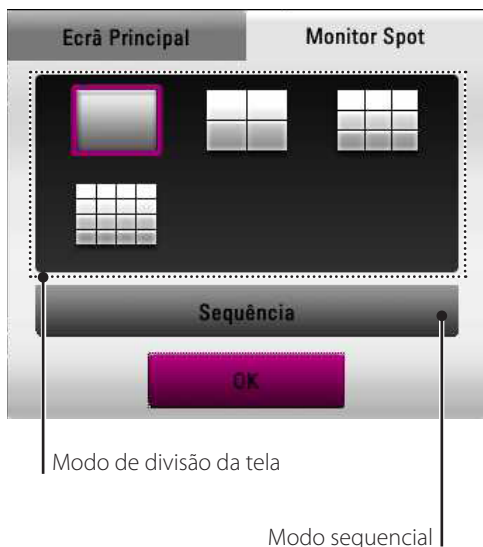 Ecrã Principal
Monitor Spot
Sequência
OK
Modo de divisão da tela
Modo sequencial